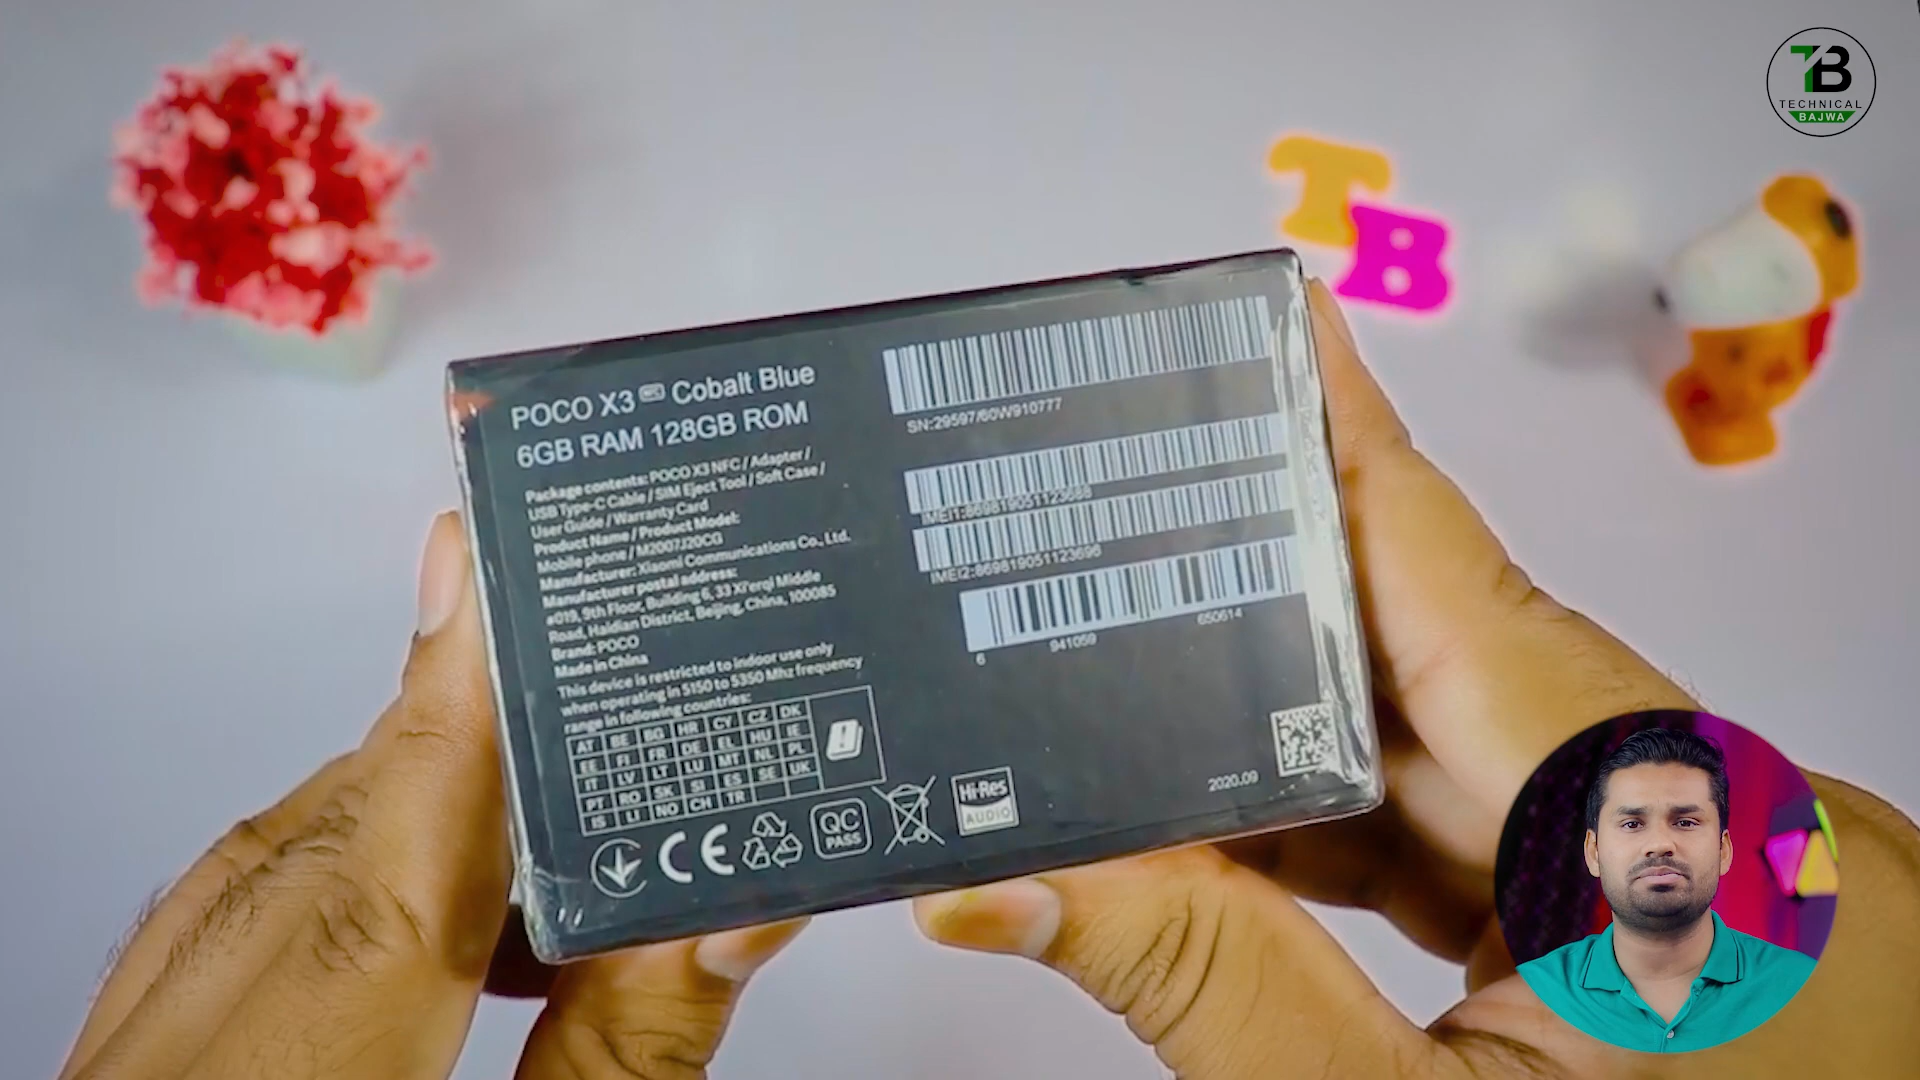 TB
TECHNICAL
BAJWA
T
B
POCO X3 NFC Cobalt Blue
6GB RAM 128GB ROM
Package contents: POCO X3 NFC / Adapter /
USB Type-C Cable / SIM Eject Tool / Soft Case /
User Guide / Warranty Card
Product Name / Product Model:
Mobile phone / M2007J20CG
Manufacturer: Xiaomi Communications Co., Ltd.
Manufacturer postal address:
#019, 9th Floor, Building 6, 33 Xi'erqi Middle
Road, Haidian District, Beijing, China, 100085
Brand: POCO
Made in China
This device is restricted to indoor use only
when operating in 5150 to 5350 Mhz frequency
range in following countries:
AT BE BG HR CY CZ DK
EE FI FR DE EL HU IE
IT LV LT LU MT NL PL
PT RO SK SI ES SE UK
IS LI NO CH TR
CE
QC
PASS
Hi-Res
AUDIO
SN:29597/60W910777
IMEI1:869819051123688
IMEI2:869819051123696
6 941059 650614
2020.09